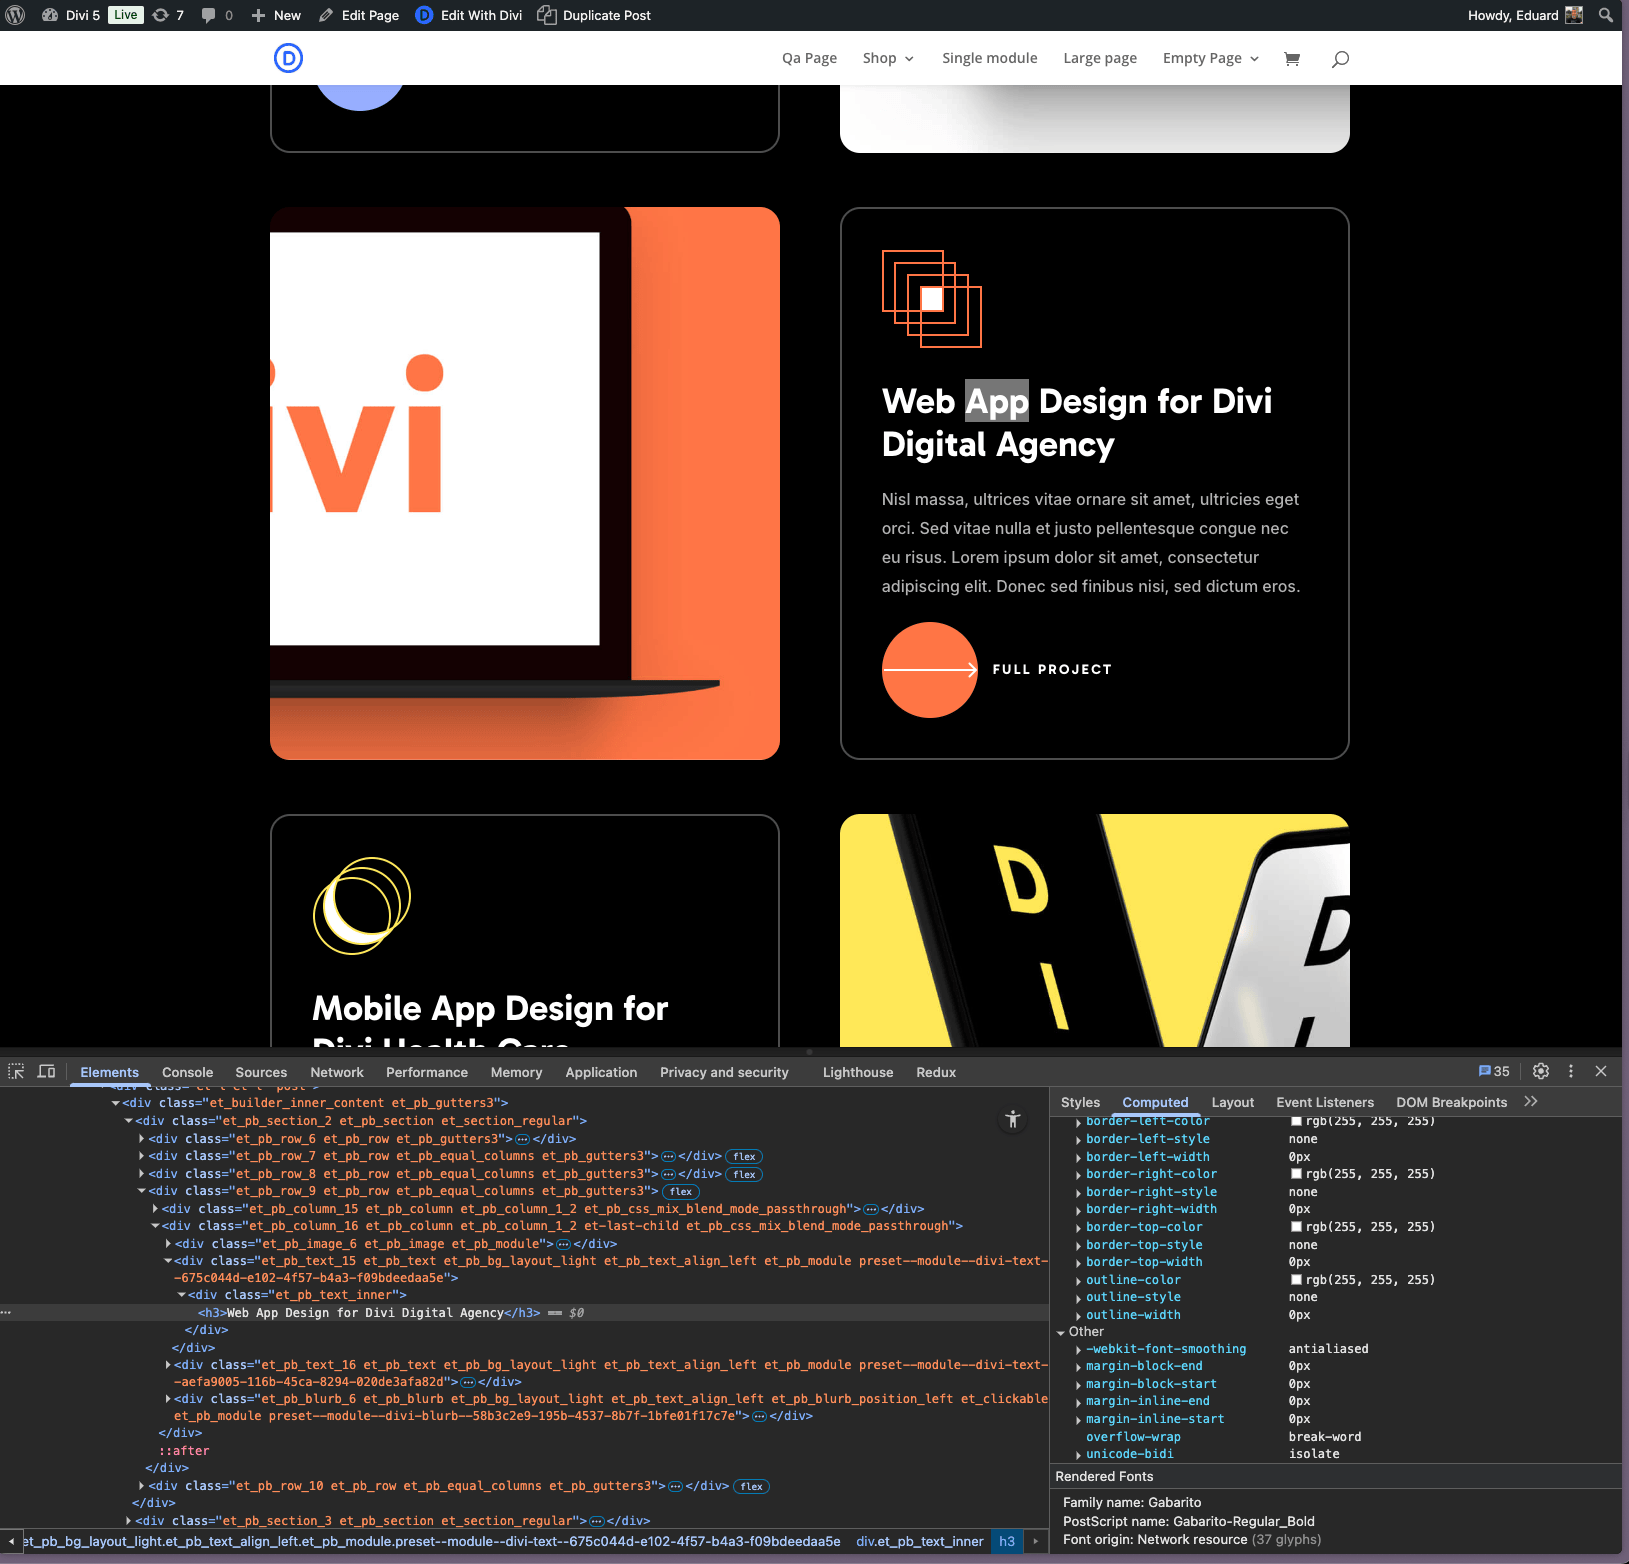 Divi 5 Live 7 0 New Edit Page Edit With Divi Duplicate Post Howdy, Eduard
D Qa Page Shop Single module Large page Empty Page
ivi
Web App Design for Divi
Digital Agency
Nisl massa, ultrices vitae ornare sit amet, ultricies eget
orci. Sed vitae nulla et justo pellentesque congue nec
eu risus. Lorem ipsum dolor sit amet, consectetur
adipiscing elit. Donec sed finibus nisi, sed dictum eros.
FULL PROJECT
Mobile App Design for
Divi Health Care
D
I
D
Elements Console Sources Network Performance Memory Application Privacy and security Lighthouse Redux 35
<div class="et_builder_inner_content et_pb_gutters3">
<div class="et_pb_section_2 et_pb_section et_section_regular">
<div class="et_pb_row_6 et_pb_row et_pb_gutters3">…</div>
<div class="et_pb_row_7 et_pb_row et_pb_equal_columns et_pb_gutters3">…</div> flex
<div class="et_pb_row_8 et_pb_row et_pb_equal_columns et_pb_gutters3">…</div> flex
<div class="et_pb_row_9 et_pb_row et_pb_equal_columns et_pb_gutters3"> flex
<div class="et_pb_column_15 et_pb_column et_pb_column_1_2 et_pb_css_mix_blend_mode_passthrough">…</div>
<div class="et_pb_column_16 et_pb_column et_pb_column_1_2 et-last-child et_pb_css_mix_blend_mode_passthrough">
<div class="et_pb_image_6 et_pb_image et_pb_module">…</div>
<div class="et_pb_text_15 et_pb_text et_pb_bg_layout_light et_pb_text_align_left et_pb_module preset--module--divi-text-
-675c044d-e102-4f57-b4a3-f09bdeedaa5e">
<div class="et_pb_text_inner">
<h3>Web App Design for Divi Digital Agency</h3> == $0
</div>
</div>
<div class="et_pb_text_16 et_pb_text et_pb_bg_layout_light et_pb_text_align_left et_pb_module preset--module--divi-text-
-aefa9005-116b-45ca-8294-020de3afa82d">…</div>
<div class="et_pb_blurb_6 et_pb_blurb et_pb_bg_layout_light et_pb_text_align_left et_pb_blurb_position_left et_clickable
et_pb_module preset--module--divi-blurb--58b3c2e9-195b-4537-8b7f-1bfe01f17c7e">…</div>
</div>
::after
</div>
<div class="et_pb_row_10 et_pb_row et_pb_equal_columns et_pb_gutters3">…</div> flex
</div>
<div class="et_pb_section_3 et_pb_section et_section_regular">…</div>
et_pb_bg_layout_light.et_pb_text_align_left.et_pb_module.preset--module--divi-text--675c044d-e102-4f57-b4a3-f09bdeedaa5e div.et_pb_text_inner h3
Styles Computed Layout Event Listeners DOM Breakpoints
border-left-color rgb(255, 255, 255)
border-left-style none
border-left-width 0px
border-right-color rgb(255, 255, 255)
border-right-style none
border-right-width 0px
border-top-color rgb(255, 255, 255)
border-top-style none
border-top-width 0px
outline-color rgb(255, 255, 255)
outline-style none
outline-width 0px
Other
-webkit-font-smoothing antialiased
margin-block-end 0px
margin-block-start 0px
margin-inline-end 0px
margin-inline-start 0px
overflow-wrap break-word
unicode-bidi isolate
Rendered Fonts
Family name: Gabarito
PostScript name: Gabarito-Regular_Bold
Font origin: Network resource (37 glyphs)